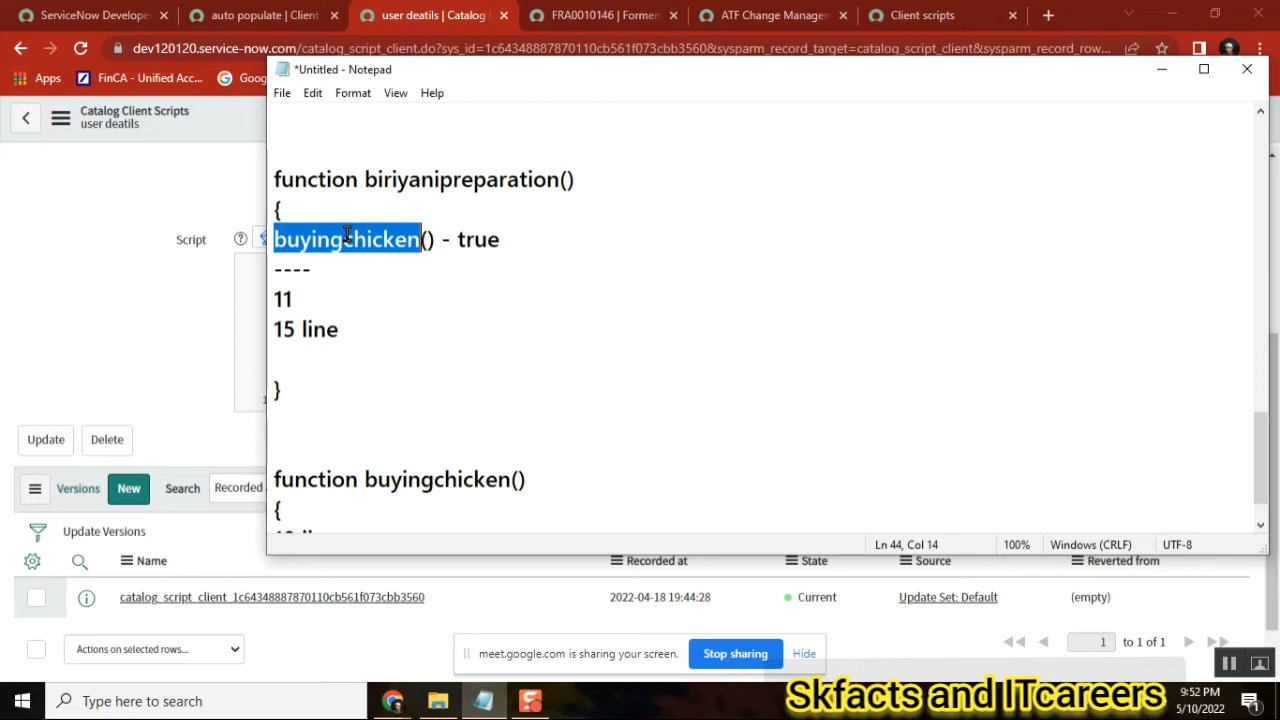 ServiceNow Develope
auto populate | Client
user deatils | Catalog
FRA0010146 | Former
ATF Change Managem
Client scripts
dev120120.service-now.com/catalog_script_client.do?sys_id=1c64348887870110cb561f073cbb3560&sysparm_record_target=catalog_script_client&sysparm_record_row...
Apps
FinCA - Unified Acc...
Goog
*Untitled - Notepad
File Edit Format View Help
Catalog Client Scripts
user deatils
function biriyanipreparation()
{
buyingchicken() - true
----
11
15 line
}
function buyingchicken()
{
Script
Update
Delete
Versions
New
Search
Recorded
Ln 44, Col 14
100%
Windows (CRLF)
UTF-8
Update Versions
Name
Recorded at
State
Source
Reverted from
catalog_script_client_1c64348887870110cb561f073cbb3560
2022-04-18 19:44:28
Current
Update Set: Default
(empty)
Actions on selected rows...
1 to 1 of 1
meet.google.com is sharing your screen.
Stop sharing
Hide
Type here to search
Skfacts and ITcareers
9:52 PM
5/10/2022